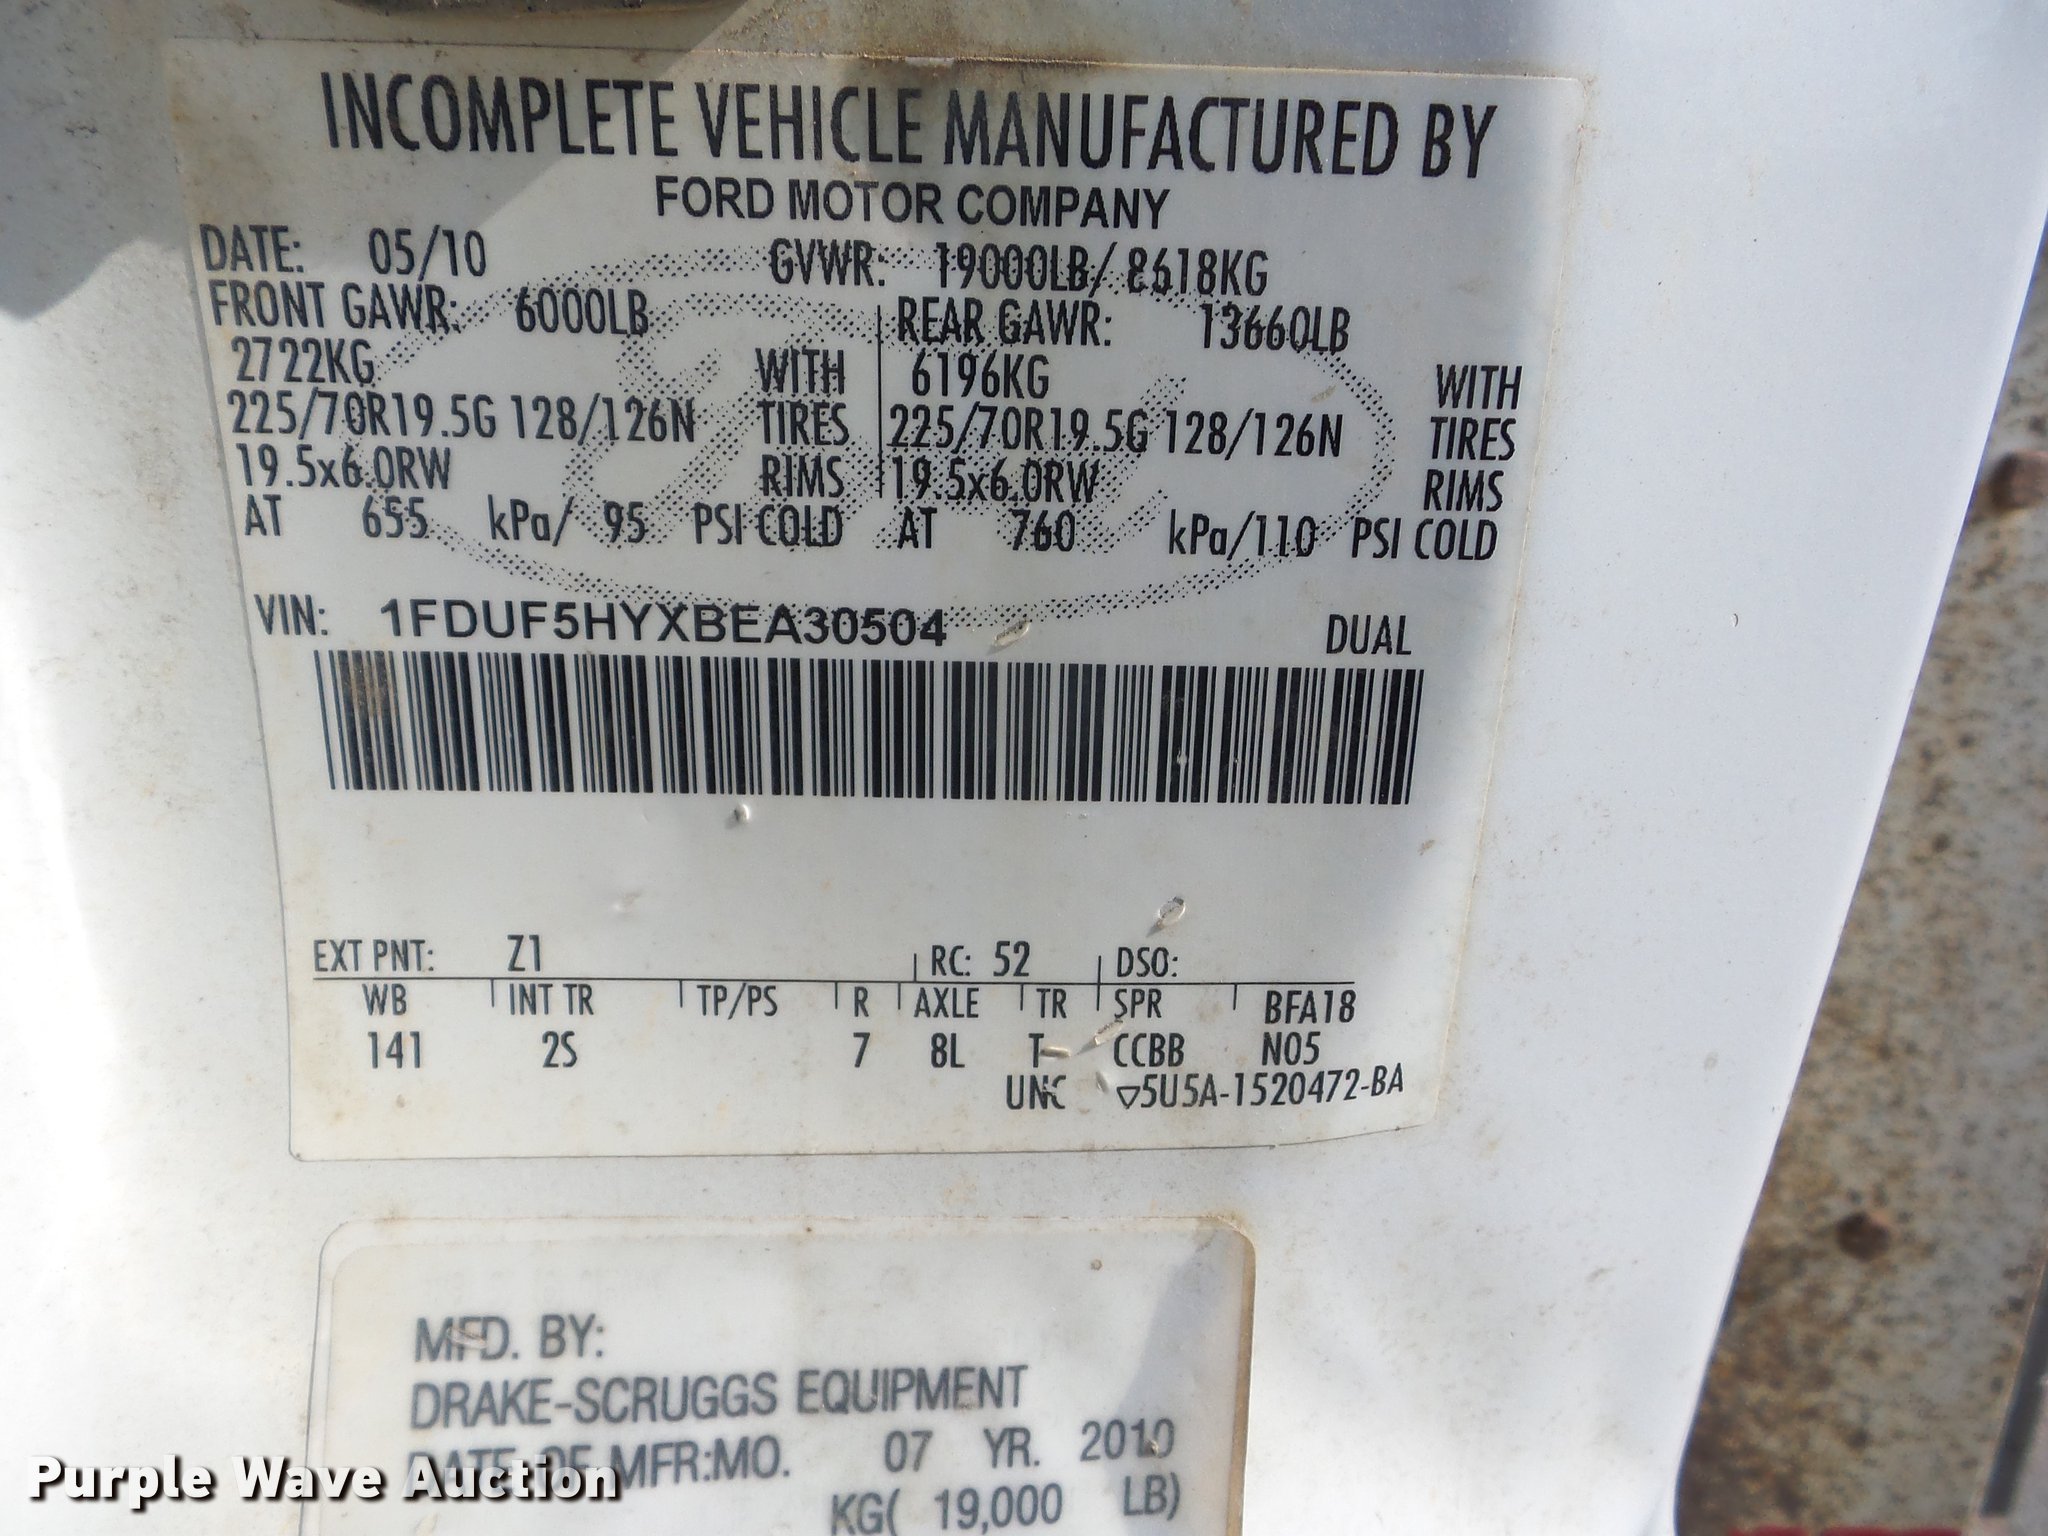 INCOMPLETE VEHICLE MANUFACTURED BY
FORD MOTOR COMPANY
DATE: 05/10 GVWR: 19000LB/ 8618KG
FRONT GAWR: 6000LB REAR GAWR: 13660LB
2722KG WITH 6196KG WITH
225/70R19.5G 128/126N TIRES 225/70R19.5G 128/126N TIRES
19.5x6.0RW RIMS 19.5x6.0RW RIMS
AT 655 kPa/ 95 PSI COLD AT 760 kPa/110 PSI COLD
VIN: 1FDUF5HYXBEA30504 DUAL
EXT PNT: Z1 RC: 52 DSO:
WB INT TR TP/PS R AXLE TR SPR BFA18
141 2S 7 8L T CCBB N05
UNC ▽5U5A-1520472-BA
MFD. BY:
DRAKE-SCRUGGS EQUIPMENT
DATE OF MFR:MO. 07 YR. 2010
KG( 19,000 LB)
Purple Wave Auction